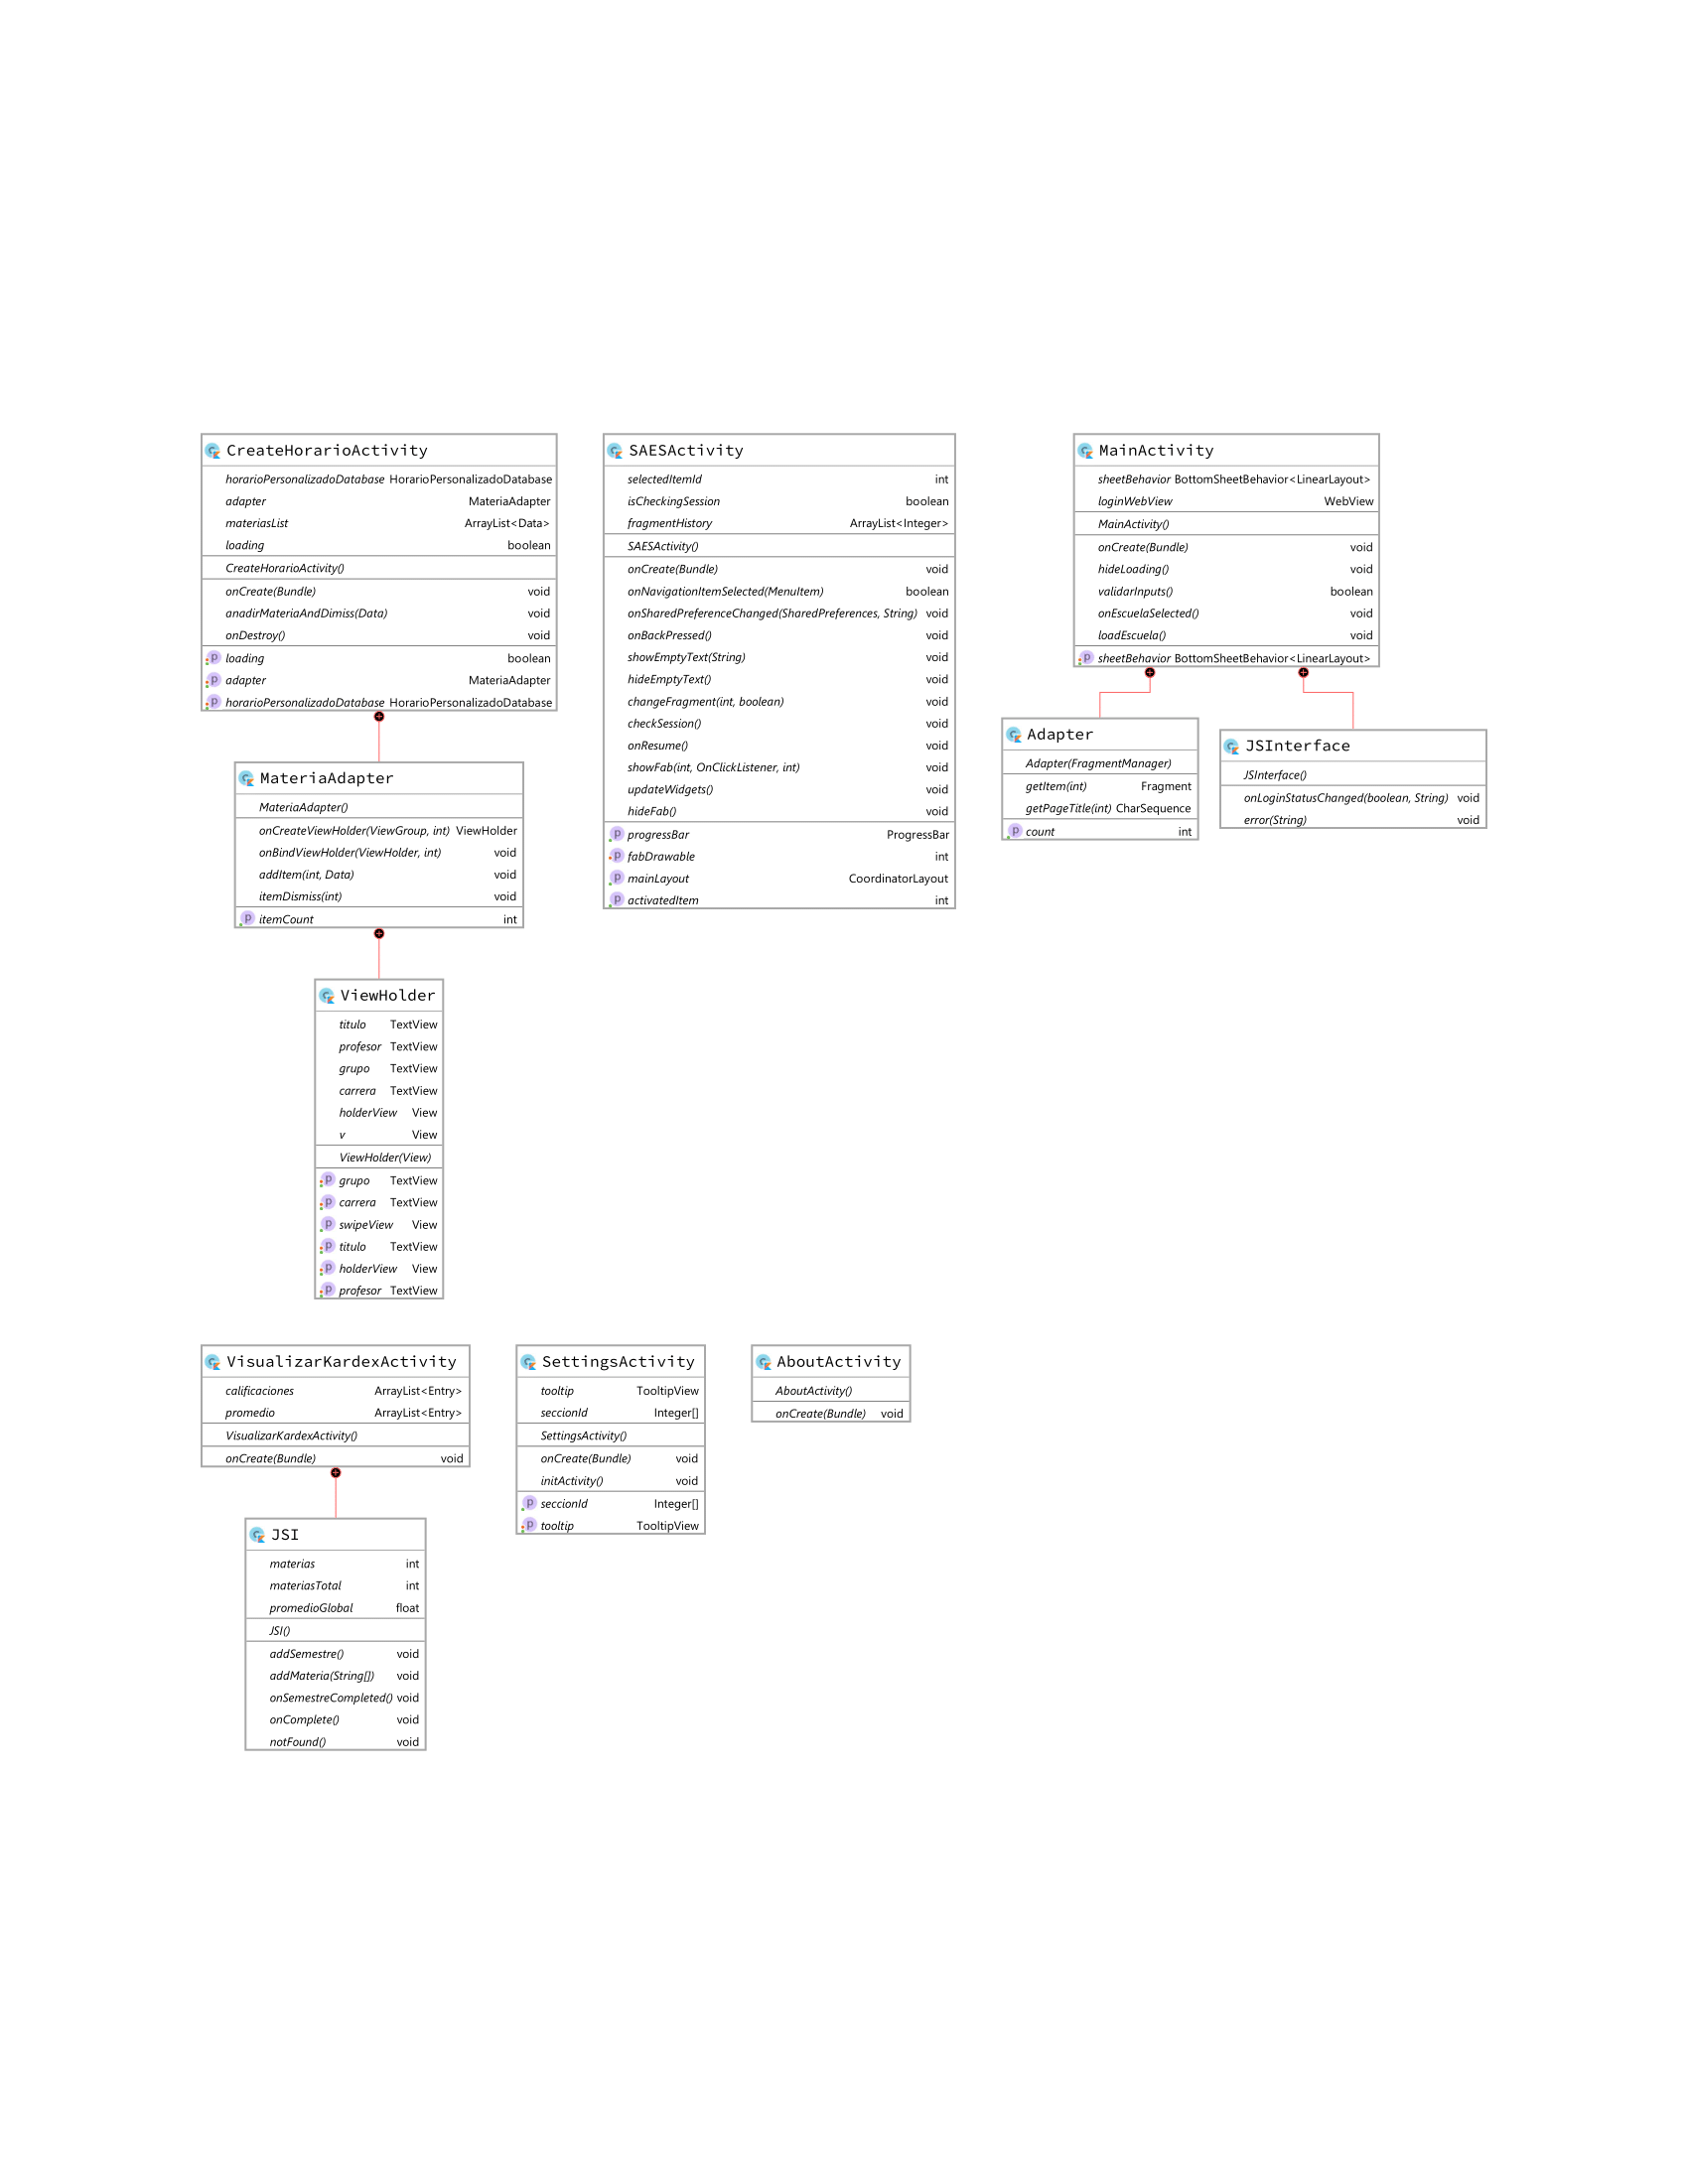 CreateHorarioActivity
horarioPersonalizadoDatabase HorarioPersonalizadoDatabase
adapter MateriaAdapter
materiasList ArrayList<Data>
loading boolean
CreateHorarioActivity()
onCreate(Bundle) void
anadirMateriaAndDimiss(Data) void
onDestroy() void
p loading boolean
p adapter MateriaAdapter
p horarioPersonalizadoDatabase HorarioPersonalizadoDatabase
MateriaAdapter
MateriaAdapter()
onCreateViewHolder(ViewGroup, int) ViewHolder
onBindViewHolder(ViewHolder, int) void
addItem(int, Data) void
itemDismiss(int) void
p itemCount int
ViewHolder
titulo TextView
profesor TextView
grupo TextView
carrera TextView
holderView View
v View
ViewHolder(View)
p grupo TextView
p carrera TextView
p swipeView View
p titulo TextView
p holderView View
p profesor TextView
SAESActivity
selectedItemId int
isCheckingSession boolean
fragmentHistory ArrayList<Integer>
SAESActivity()
onCreate(Bundle) void
onNavigationItemSelected(MenuItem) boolean
onSharedPreferenceChanged(SharedPreferences, String) void
onBackPressed() void
showEmptyText(String) void
hideEmptyText() void
changeFragment(int, boolean) void
checkSession() void
onResume() void
showFab(int, OnClickListener, int) void
updateWidgets() void
hideFab() void
p progressBar ProgressBar
p fabDrawable int
p mainLayout CoordinatorLayout
p activatedItem int
MainActivity
sheetBehavior BottomSheetBehavior<LinearLayout>
loginWebView WebView
MainActivity()
onCreate(Bundle) void
hideLoading() void
validarInputs() boolean
onEscuelaSelected() void
loadEscuela() void
p sheetBehavior BottomSheetBehavior<LinearLayout>
Adapter
Adapter(FragmentManager)
getItem(int) Fragment
getPageTitle(int) CharSequence
p count int
JSInterface
JSInterface()
onLoginStatusChanged(boolean, String) void
error(String) void
VisualizarKardexActivity
calificaciones ArrayList<Entry>
promedio ArrayList<Entry>
VisualizarKardexActivity()
onCreate(Bundle) void
JSI
materias int
materiasTotal int
promedioGlobal float
JSI()
addSemestre() void
addMateria(String[]) void
onSemestreCompleted() void
onComplete() void
notFound() void
SettingsActivity
tooltip TooltipView
seccionId Integer[]
SettingsActivity()
onCreate(Bundle) void
initActivity() void
p seccionId Integer[]
p tooltip TooltipView
AboutActivity
AboutActivity()
onCreate(Bundle) void